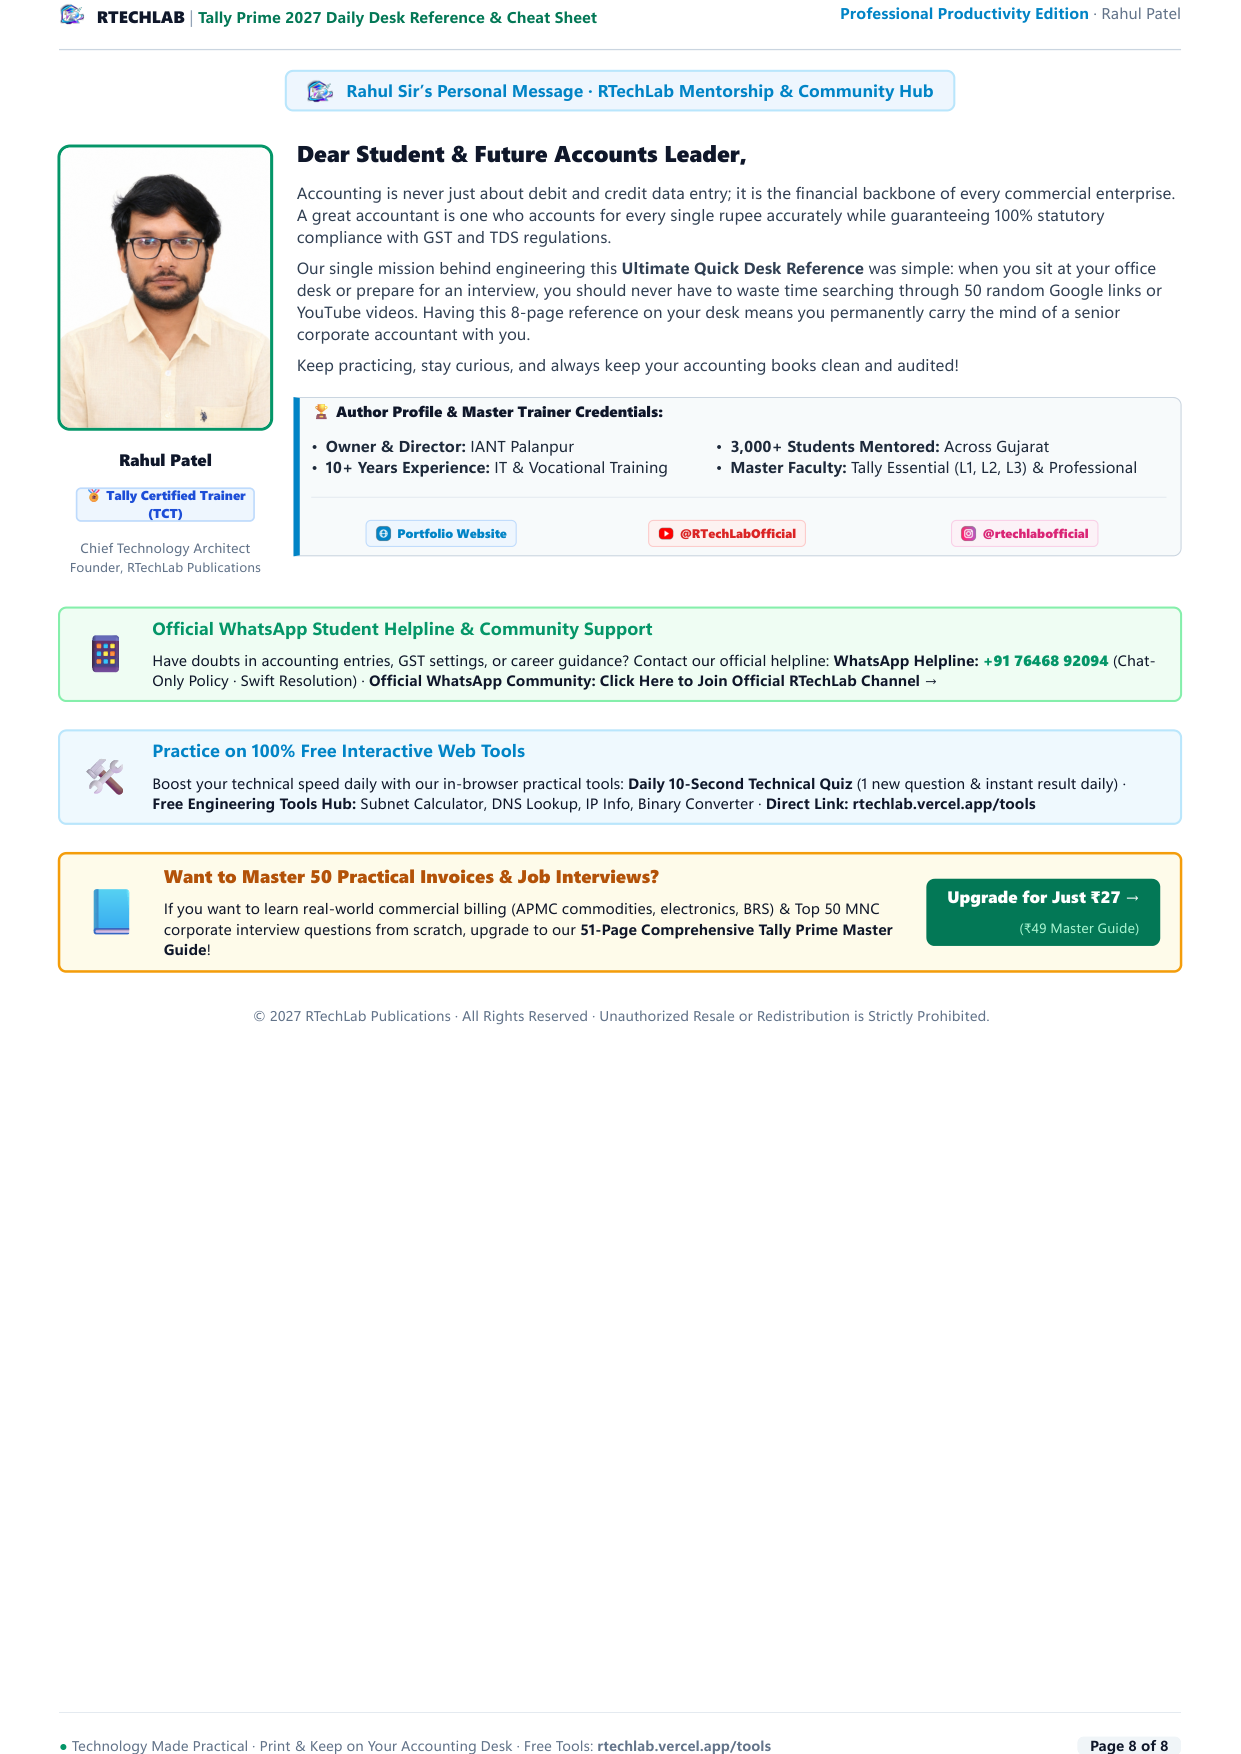 RTECHLAB | Tally Prime 2027 Daily Desk Reference & Cheat Sheet
Professional Productivity Edition · Rahul Patel
Rahul Sir’s Personal Message · RTechLab Mentorship & Community Hub
Dear Student & Future Accounts Leader,
Accounting is never just about debit and credit data entry; it is the financial backbone of every commercial enterprise.
A great accountant is one who accounts for every single rupee accurately while guaranteeing 100% statutory
compliance with GST and TDS regulations.
Our single mission behind engineering this Ultimate Quick Desk Reference was simple: when you sit at your office
desk or prepare for an interview, you should never have to waste time searching through 50 random Google links or
YouTube videos. Having this 8-page reference on your desk means you permanently carry the mind of a senior
corporate accountant with you.
Keep practicing, stay curious, and always keep your accounting books clean and audited!
Rahul Patel
Tally Certified Trainer
(TCT)
Chief Technology Architect
Founder, RTechLab Publications
Author Profile & Master Trainer Credentials:
• Owner & Director: IANT Palanpur
• 10+ Years Experience: IT & Vocational Training
• 3,000+ Students Mentored: Across Gujarat
• Master Faculty: Tally Essential (L1, L2, L3) & Professional
Portfolio Website
@RTechLabOfficial
@rtechlabofficial
Official WhatsApp Student Helpline & Community Support
Have doubts in accounting entries, GST settings, or career guidance? Contact our official helpline: WhatsApp Helpline: +91 76468 92094 (Chat-
Only Policy · Swift Resolution) · Official WhatsApp Community: Click Here to Join Official RTechLab Channel →
Practice on 100% Free Interactive Web Tools
Boost your technical speed daily with our in-browser practical tools: Daily 10-Second Technical Quiz (1 new question & instant result daily) ·
Free Engineering Tools Hub: Subnet Calculator, DNS Lookup, IP Info, Binary Converter · Direct Link: rtechlab.vercel.app/tools
Want to Master 50 Practical Invoices & Job Interviews?
If you want to learn real-world commercial billing (APMC commodities, electronics, BRS) & Top 50 MNC
corporate interview questions from scratch, upgrade to our 51-Page Comprehensive Tally Prime Master
Guide!
Upgrade for Just ₹27 →
(₹49 Master Guide)
© 2027 RTechLab Publications · All Rights Reserved · Unauthorized Resale or Redistribution is Strictly Prohibited.
● Technology Made Practical · Print & Keep on Your Accounting Desk · Free Tools: rtechlab.vercel.app/tools
Page 8 of 8